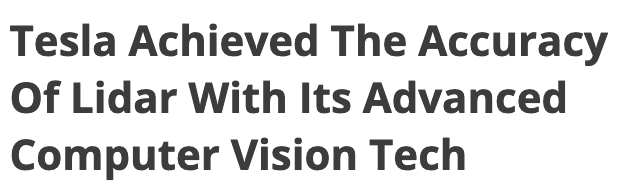 Tesla Achieved The Accuracy
Of Lidar With Its Advanced
Computer Vision Tech